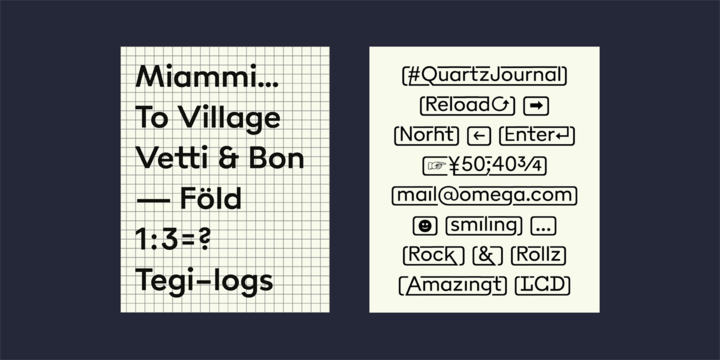 Miammi...
To Village
Vetti & Bon
— Föld
1:3=?
Tegi–logs
#QuartzJournal
Reload⭯ ➡
Norht ← Enter↵
☞¥50;40¾
mail@omega.com
☻ smiling ...
Rock & Rollz
Amazingt LCD